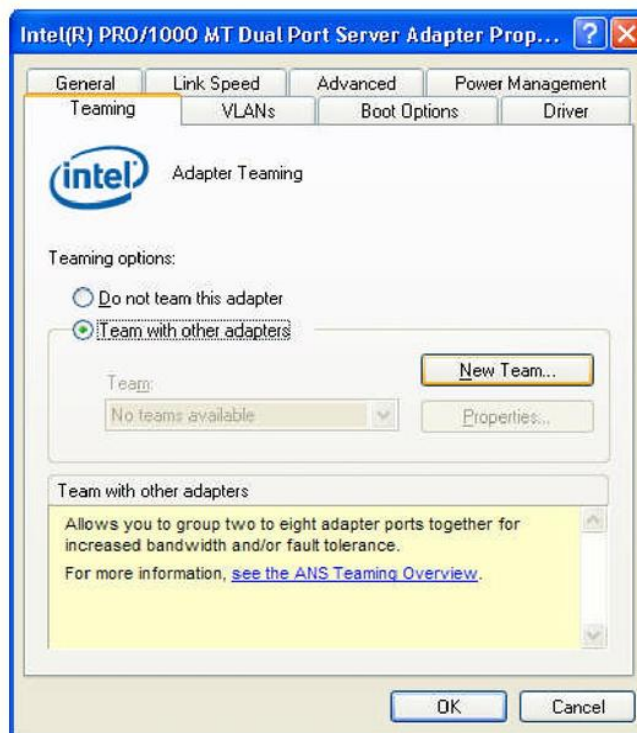 Intel(R) PRO/1000 MT Dual Port Server Adapter Prop...
General Link Speed Advanced Power Management
Teaming VLANs Boot Options Driver
intel Adapter Teaming
Teaming options:
Do not team this adapter
Team with other adapters
New Team...
Team:
No teams available Properties...
Team with other adapters
Allows you to group two to eight adapter ports together for
increased bandwidth and/or fault tolerance.
For more information, see the ANS Teaming Overview.
OK Cancel